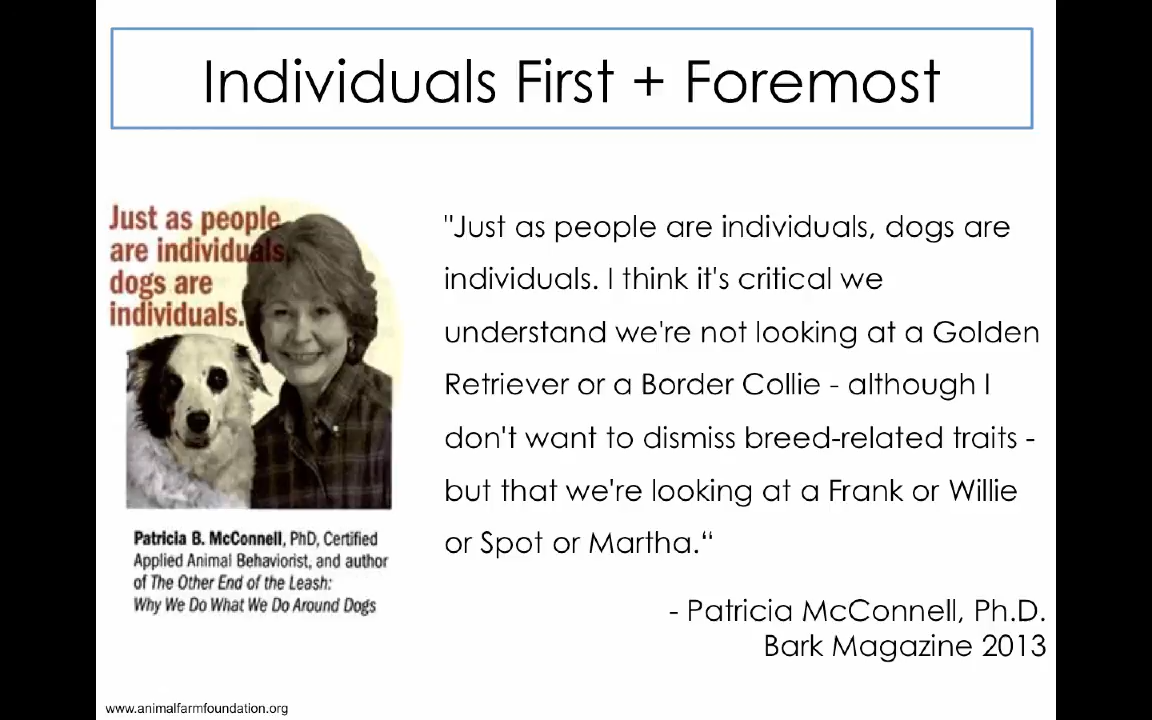 Individuals First + Foremost
Just as people
are individuals,
dogs are
individuals.
"Just as people are individuals, dogs are
individuals. I think it's critical we
understand we're not looking at a Golden
Retriever or a Border Collie - although I
don't want to dismiss breed-related traits -
but that we're looking at a Frank or Willie
or Spot or Martha.“
Patricia B. McConnell, PhD, Certified
Applied Animal Behaviorist, and author
of The Other End of the Leash:
Why We Do What We Do Around Dogs
- Patricia McConnell, Ph.D.
Bark Magazine 2013
www.animalfarmfoundation.org